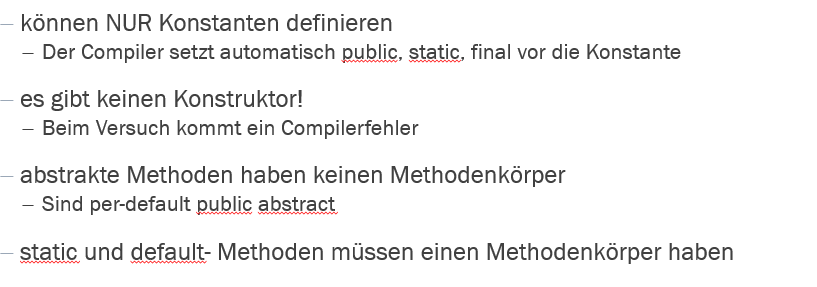 – können NUR Konstanten definieren
– Der Compiler setzt automatisch public, static, final vor die Konstante
– es gibt keinen Konstruktor!
– Beim Versuch kommt ein Compilerfehler
– abstrakte Methoden haben keinen Methodenkörper
– Sind per-default public abstract
– static und default- Methoden müssen einen Methodenkörper haben